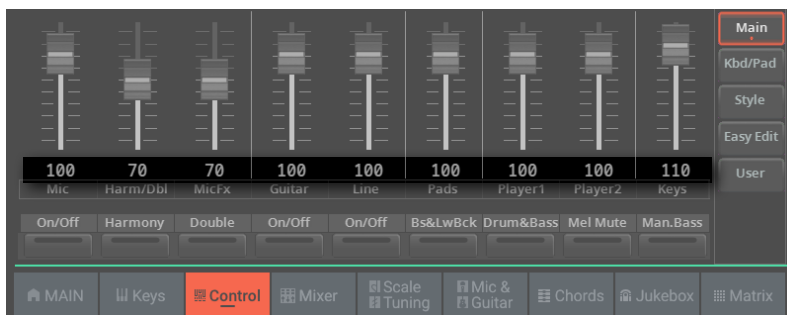 Main
Kbd/Pad
Style
Easy Edit
User
100 70 70 100 100 100 100 100 110
Mic Harm/Dbl MicFx Guitar Line Pads Player1 Player2 Keys
On/Off Harmony Double On/Off On/Off Bs&LwBck Drum&Bass Mel Mute Man.Bass
MAIN Keys Control Mixer Scale Tuning Mic & Guitar Chords Jukebox Matrix